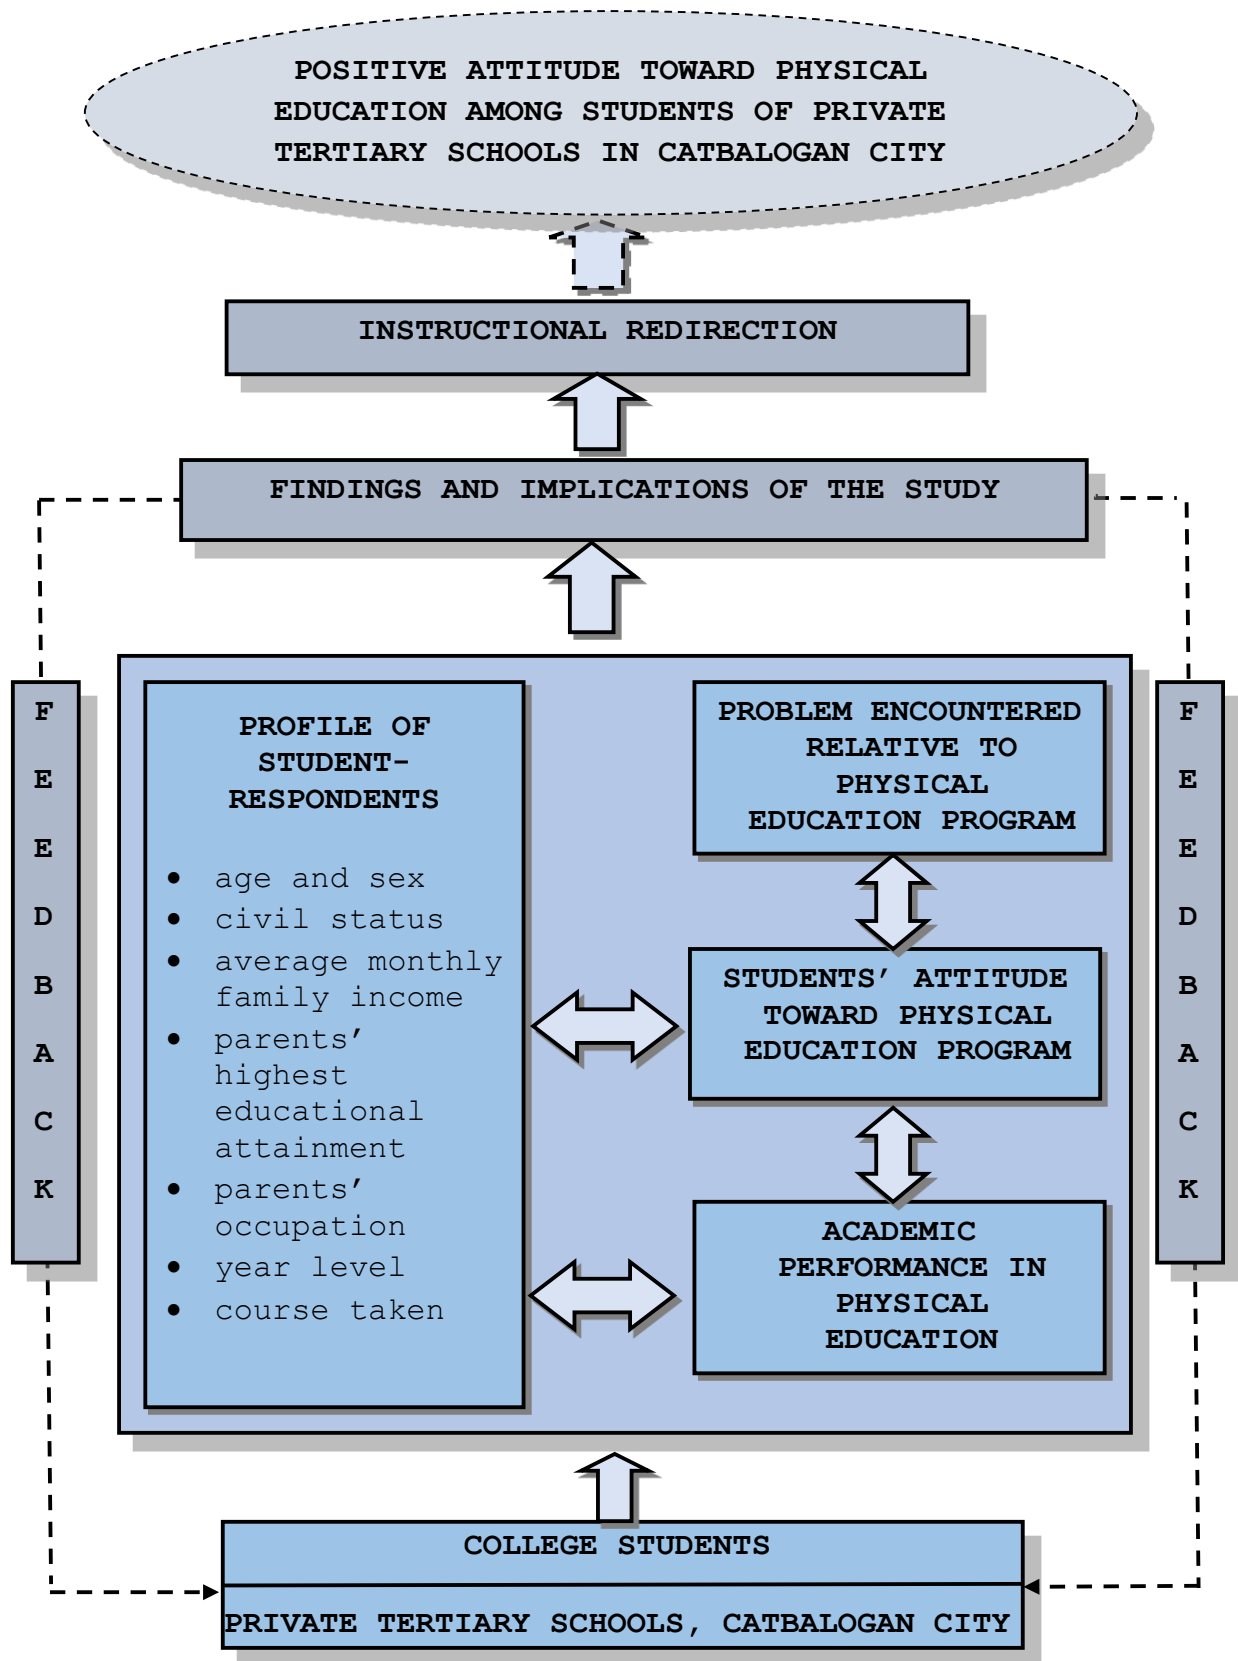 POSITIVE ATTITUDE TOWARD PHYSICAL
EDUCATION AMONG STUDENTS OF PRIVATE
TERTIARY SCHOOLS IN CATBALOGAN CITY
INSTRUCTIONAL REDIRECTION
FINDINGS AND IMPLICATIONS OF THE STUDY
F
E
E
D
B
A
C
K
PROFILE OF
STUDENT-
RESPONDENTS
• age and sex
• civil status
• average monthly
family income
• parents’
highest
educational
attainment
• parents’
occupation
• year level
• course taken
PROBLEM ENCOUNTERED
RELATIVE TO
PHYSICAL
EDUCATION PROGRAM
STUDENTS’ ATTITUDE
TOWARD PHYSICAL
EDUCATION PROGRAM
ACADEMIC
PERFORMANCE IN
PHYSICAL
EDUCATION
F
E
E
D
B
A
C
K
COLLEGE STUDENTS
PRIVATE TERTIARY SCHOOLS, CATBALOGAN CITY